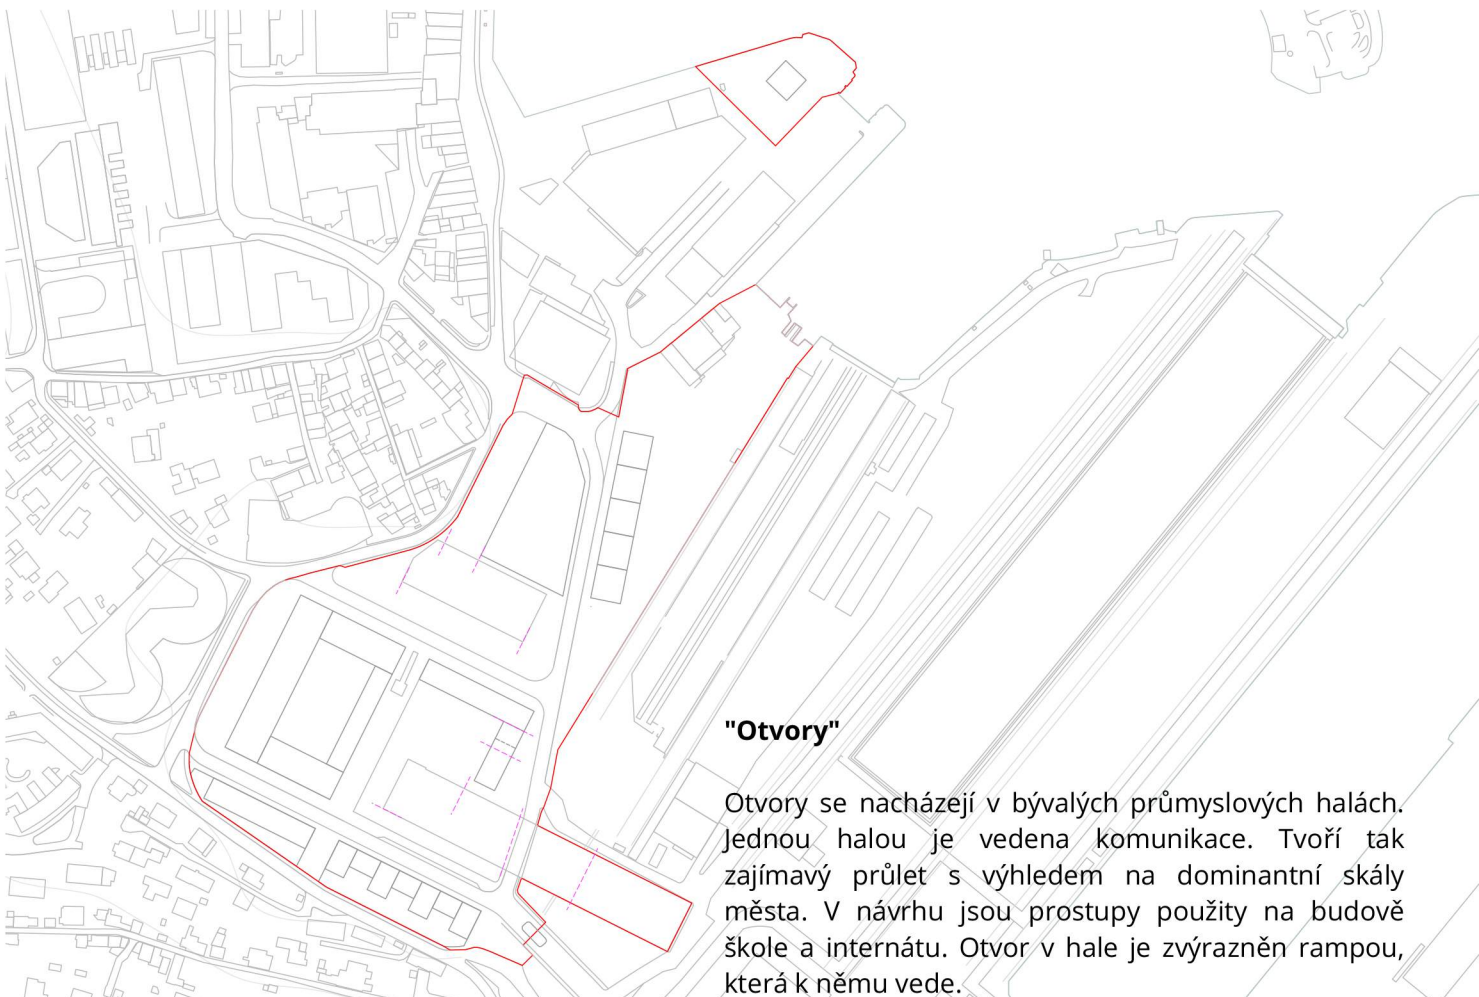 "Otvory"
Otvory se nacházejí v bývalých průmyslových halách.
Jednou halou je vedena komunikace. Tvoří tak
zajímavý průlet s výhledem na dominantní skály
města. V návrhu jsou prostupy použity na budově
škole a internátu. Otvor v hale je zvýrazněn rampou,
která k němu vede.